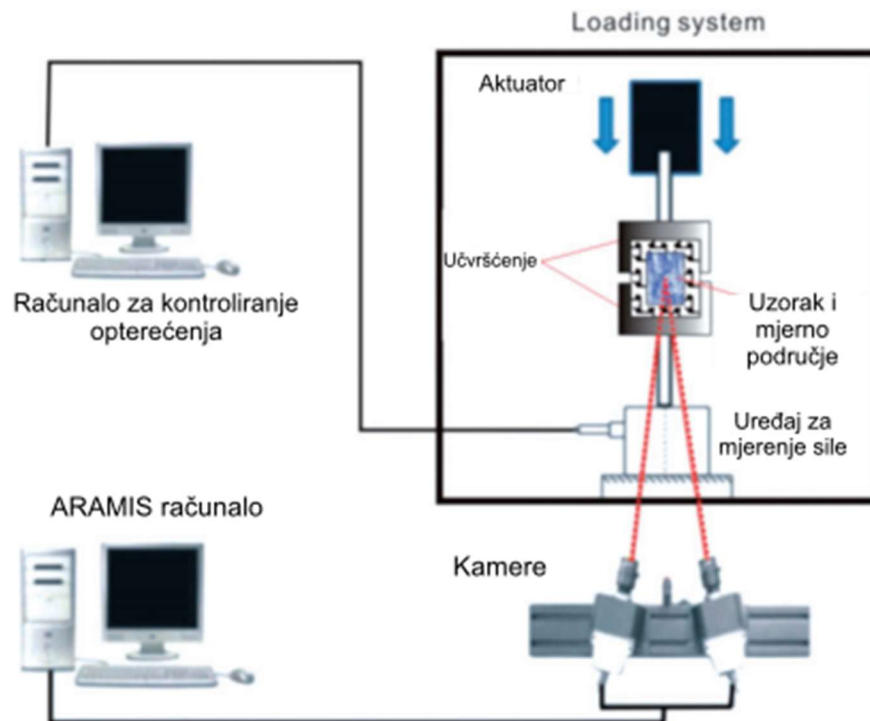 Loading system
Aktuator
Učvršćenje
Računalo za kontroliranje
opterećenja
Uzorak i
mjerno
područje
Uređaj za
mjerenje sile
ARAMIS računalo
Kamere